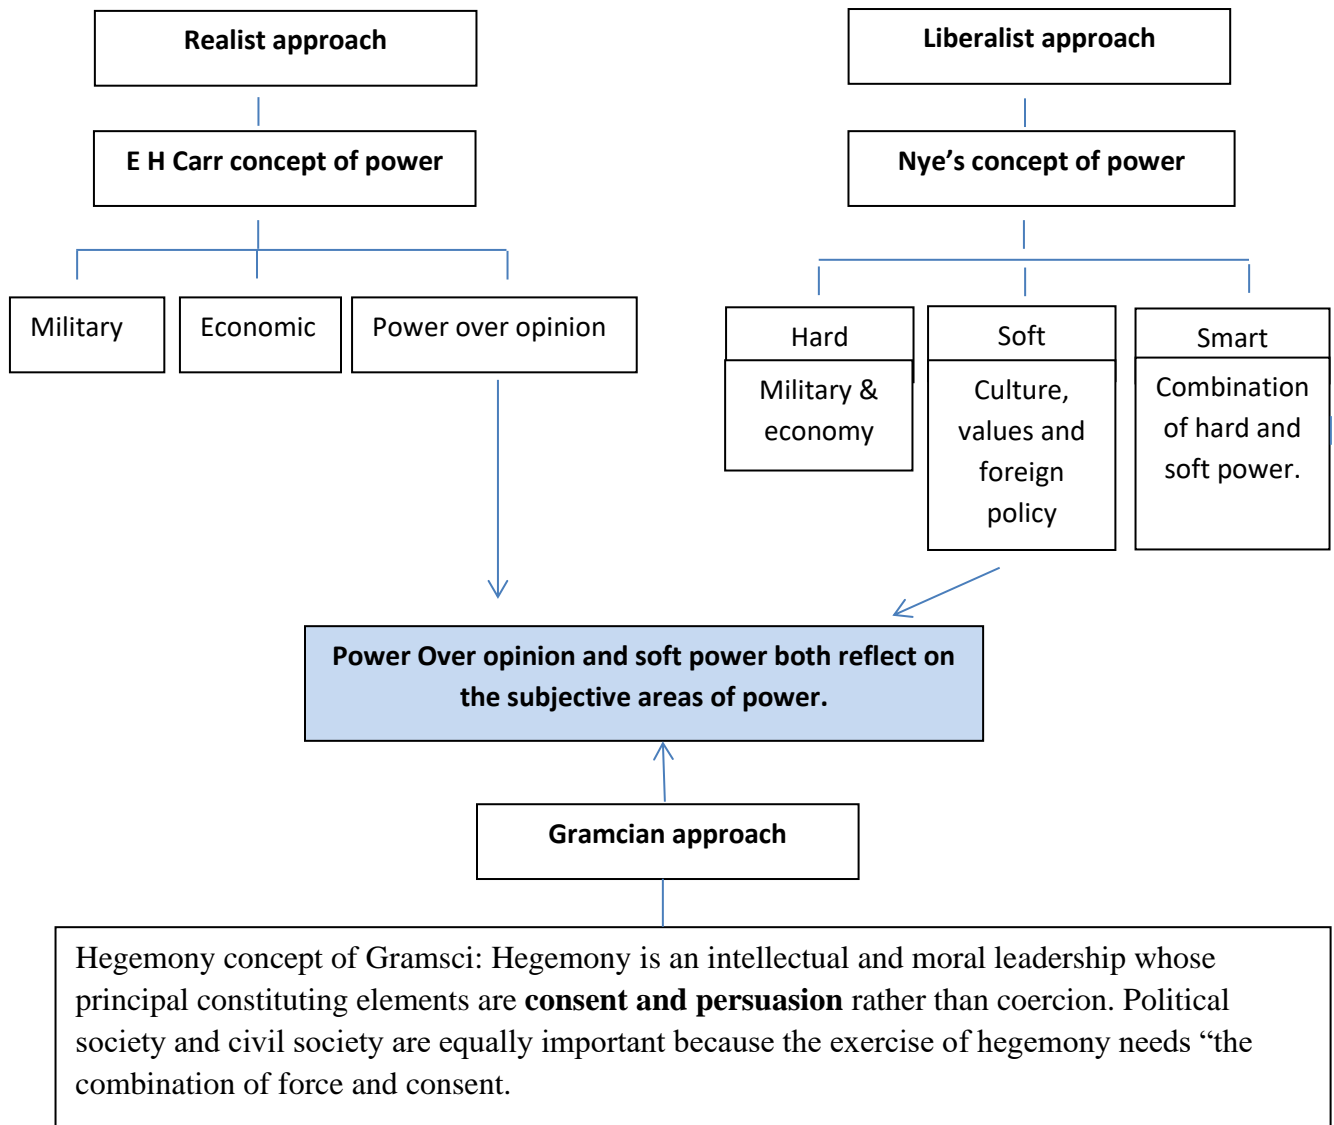 Realist approach
Liberalist approach
E H Carr concept of power
Nye’s concept of power
Military
Economic
Power over opinion
Hard
Military &
economy
Soft
Culture,
values and
foreign
policy
Smart
Combination
of hard and
soft power.
Power Over opinion and soft power both reflect on
the subjective areas of power.
Gramcian approach
Hegemony concept of Gramsci: Hegemony is an intellectual and moral leadership whose
principal constituting elements are consent and persuasion rather than coercion. Political
society and civil society are equally important because the exercise of hegemony needs “the
combination of force and consent.